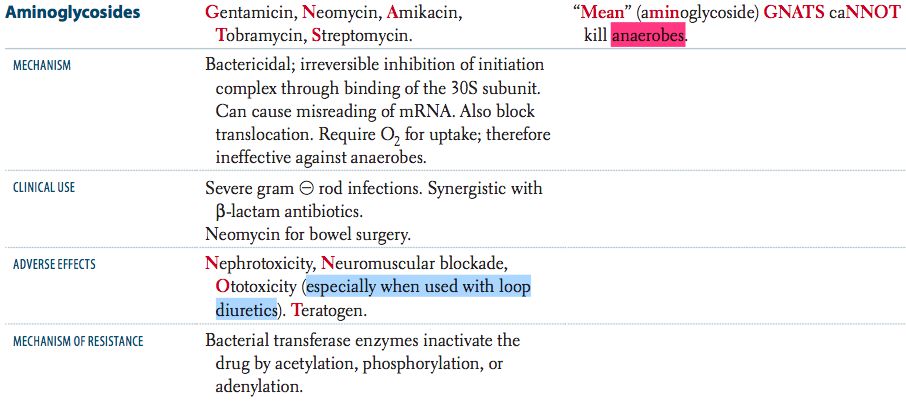 Aminoglycosides
Gentamicin, Neomycin, Amikacin,
Tobramycin, Streptomycin.
“Mean” (aminoglycoside) GNATS caNNOT
kill anaerobes.
MECHANISM
Bactericidal; irreversible inhibition of initiation
complex through binding of the 30S subunit.
Can cause misreading of mRNA. Also block
translocation. Require O₂ for uptake; therefore
ineffective against anaerobes.
CLINICAL USE
Severe gram ⊖ rod infections. Synergistic with
β-lactam antibiotics.
Neomycin for bowel surgery.
ADVERSE EFFECTS
Nephrotoxicity, Neuromuscular blockade,
Ototoxicity (especially when used with loop
diuretics). Teratogen.
MECHANISM OF RESISTANCE
Bacterial transferase enzymes inactivate the
drug by acetylation, phosphorylation, or
adenylation.